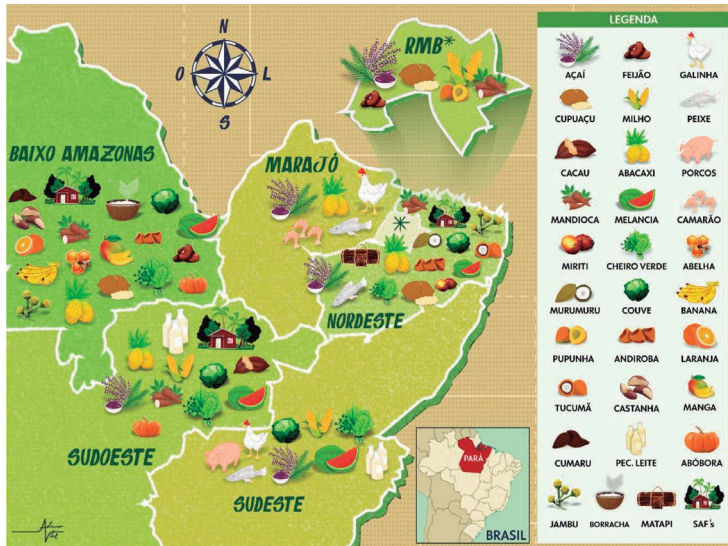 N
O
L
S
RMB*
BAIXO AMAZONAS
MARAJÓ
*
NORDESTE
SUDOESTE
SUDESTE
PARÁ
BRASIL
LEGENDA
AÇAÍ
FEIJÃO
GALINHA
CUPUAÇU
MILHO
PEIXE
CACAU
ABACAXI
PORCOS
MANDIOCA
MELANCIA
CAMARÃO
MIRITI
CHEIRO VERDE
ABELHA
MURUMURU
COUVE
BANANA
PUPUNHA
ANDIROBA
LARANJA
TUCUMÃ
CASTANHA
MANGA
CUMARU
PEC. LEITE
ABÓBORA
JAMBU
BORRACHA
MATAPI
SAF's